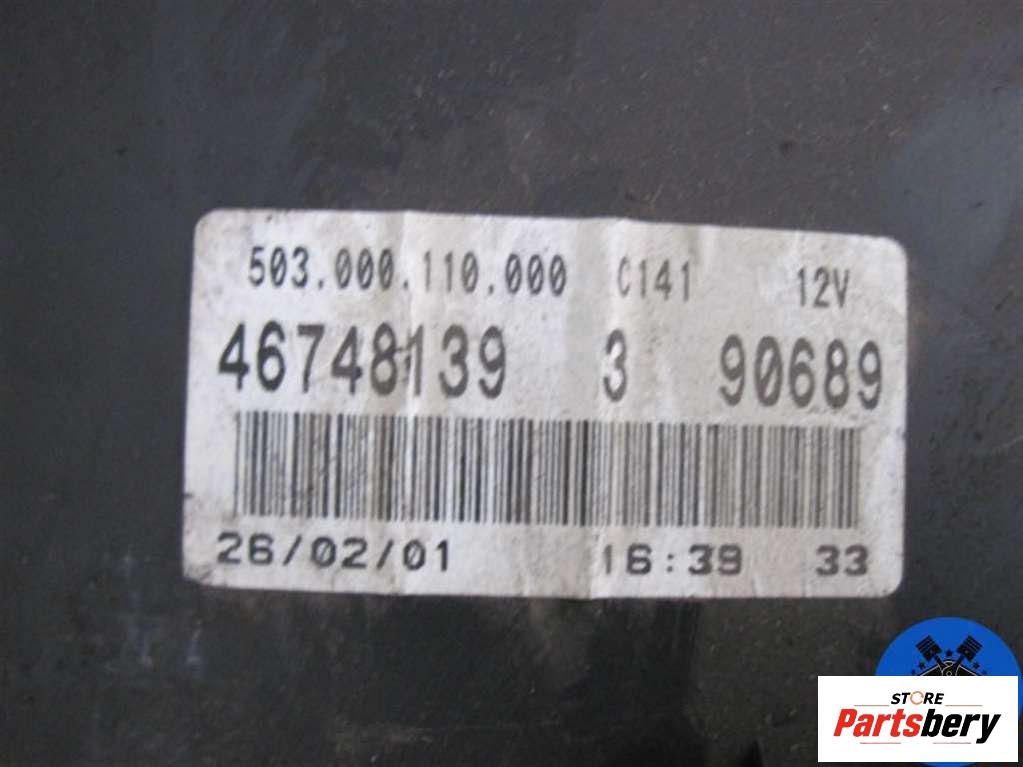 503.000.110.000 C141 12V
46748139 3 90689
26/02/01 16:39 33
STORE
Partsbery